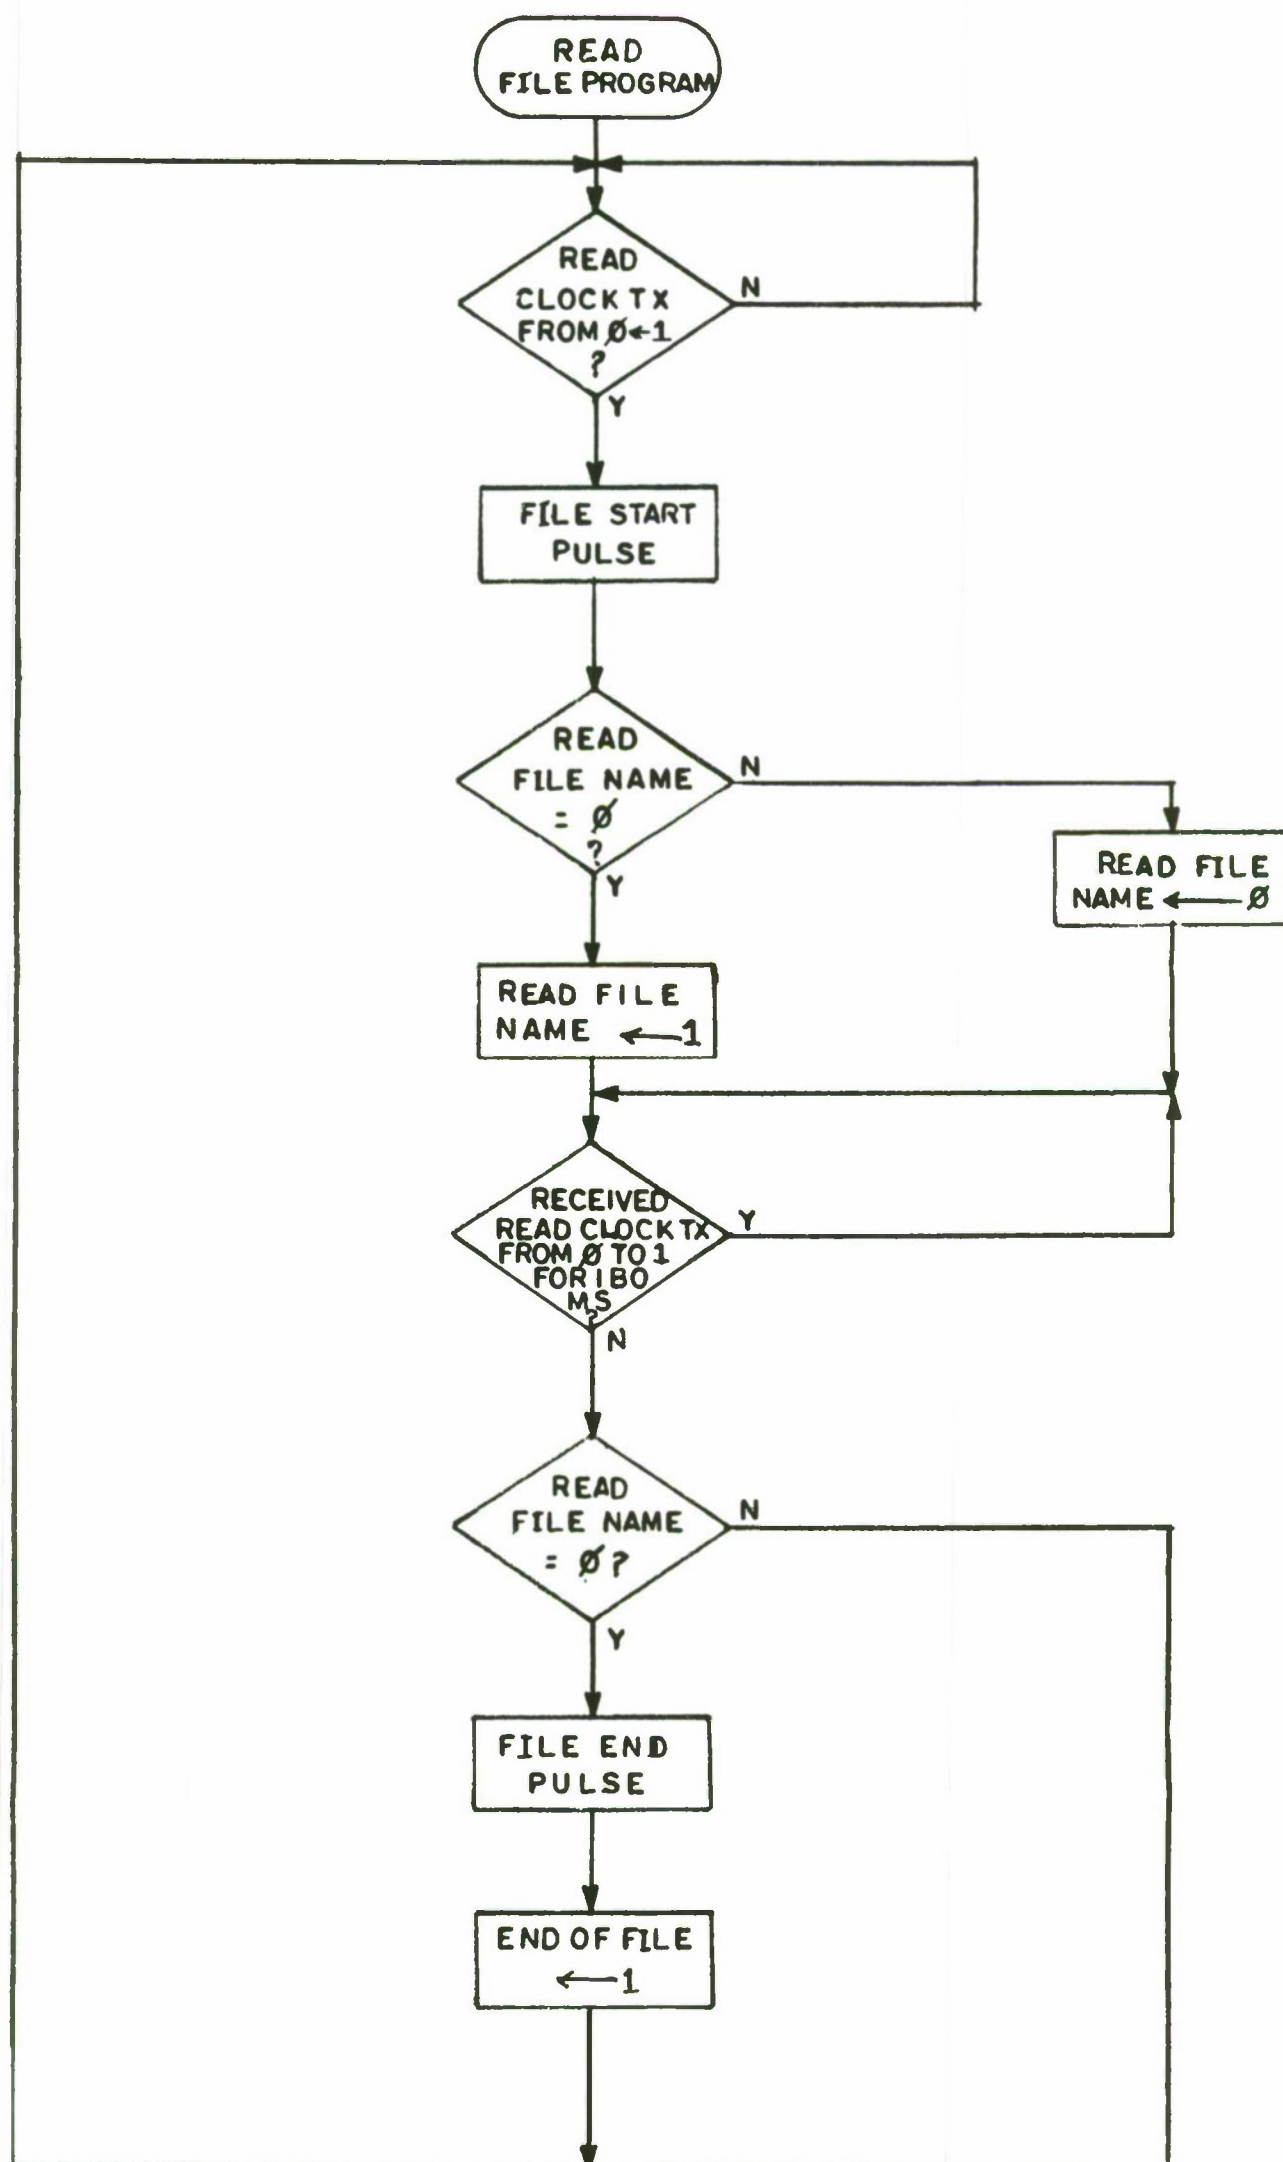 READ
FILE PROGRAM
READ
CLOCK TX
FROM Ø←1
?
N
Y
FILE START
PULSE
READ
FILE NAME
= Ø
?
N
Y
READ FILE
NAME ← Ø
READ FILE
NAME ← 1
RECEIVED
READ CLOCK TX
FROM Ø TO 1
FOR 1BO
MS
?
Y
N
READ
FILE NAME
= Ø?
N
Y
FILE END
PULSE
END OF FILE
← 1